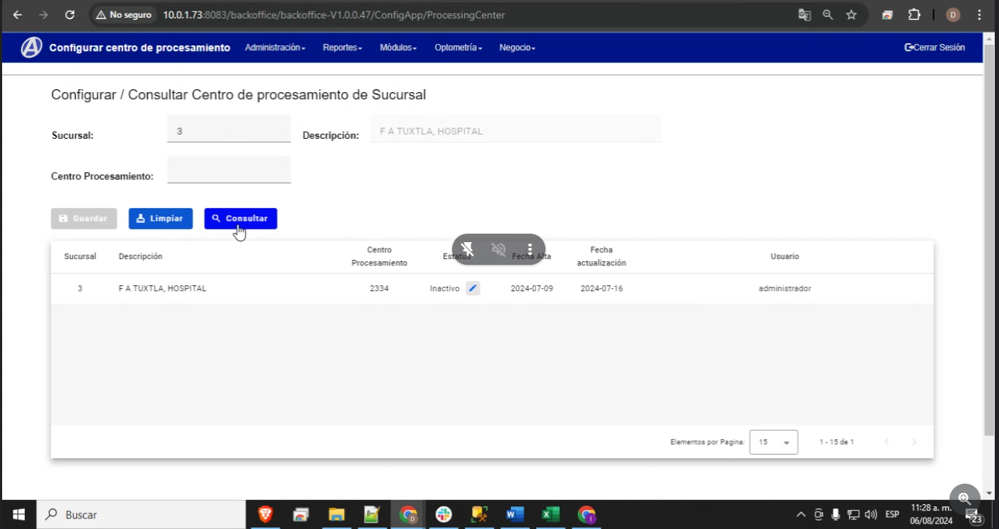 No seguro
10.0.1.73:8083/backoffice/backoffice-V1.0.0.47/ConfigApp/ProcessingCenter
D
A
Configurar centro de procesamiento
Administración
Reportes
Módulos
Optometría
Negocio
Cerrar Sesión
Configurar / Consultar Centro de procesamiento de Sucursal
Sucursal:
3
Descripción:
F A TUXTLA, HOSPITAL
Centro Procesamiento:
Guardar
Limpiar
Consultar
Sucursal
Descripción
Centro
Procesamiento
Estatus
Fecha Alta
Fecha
actualización
Usuario
3
F A TUXTLA, HOSPITAL
2334
Inactivo
2024-07-09
2024-07-16
administrador
Elementos por Pagina:
15
1 - 15 de 1
Buscar
D
W
X
I
ESP
11:28 a. m.
06/08/2024
23